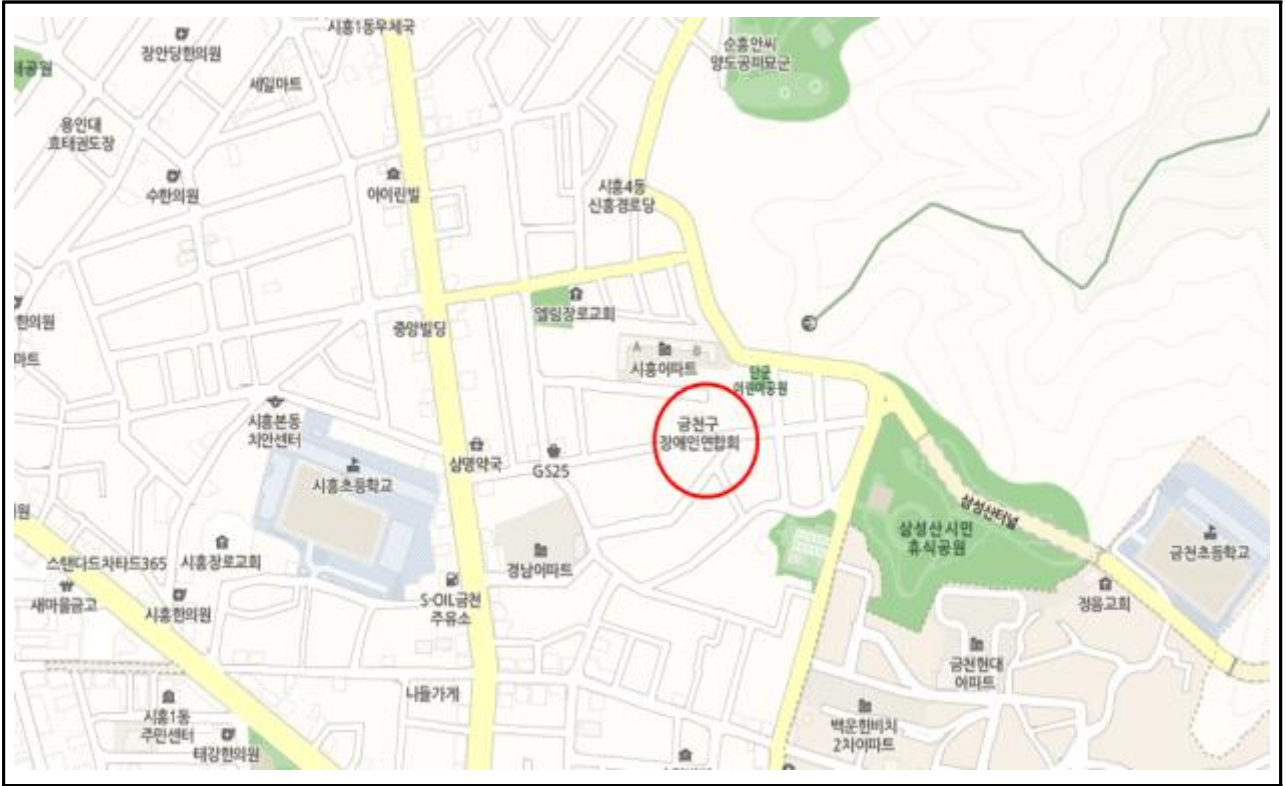 시흥1동우체국
장안당한의원
순흥안씨
양도공파묘군
세일마트
용인대
효태권도장
수한의원
아이린빌
시흥4동
신흥경로당
엘림장로교회
한의원
중앙빌딩
마트
A
B
시흥아파트
단군
어린이공원
시흥본동
치안센터
금천구
장애인연합회
삼영약국
GS25
시흥초등학교
원
삼성산터널
삼성산시민
휴식공원
금천초등학교
스탠다드차타드365
시흥장로교회
경남아파트
새마을금고
시흥한의원
S-OIL금천
주유소
정음교회
금천현대
아파트
나들가게
시흥1동
주민센터
태강한의원
백운한비치
2차아파트